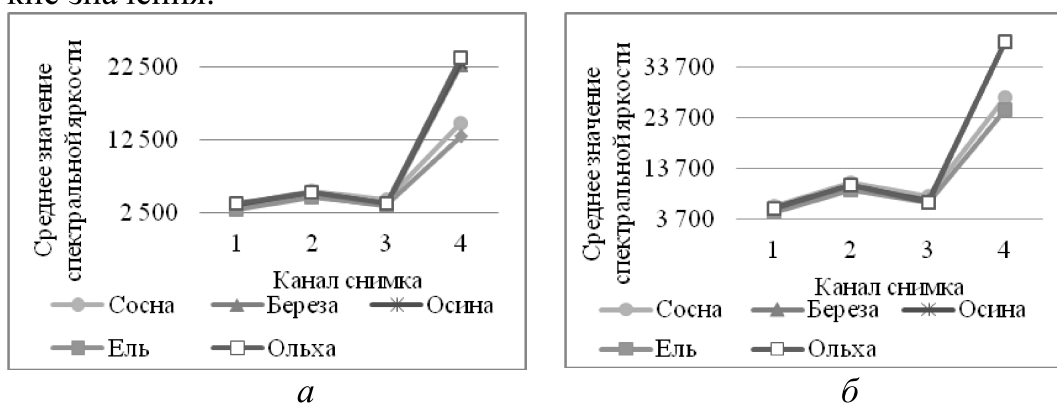 кие значения.
Среднее значение
спектральной яркости
22 500
12 500
2 500
1 2 3 4
Канал снимка
Сосна Береза Осина
Ель Ольха
а
Среднее значение
спектральной яркости
33 700
23 700
13 700
3 700
1 2 3 4
Канал снимка
Сосна Береза Осина
Ель Ольха
б